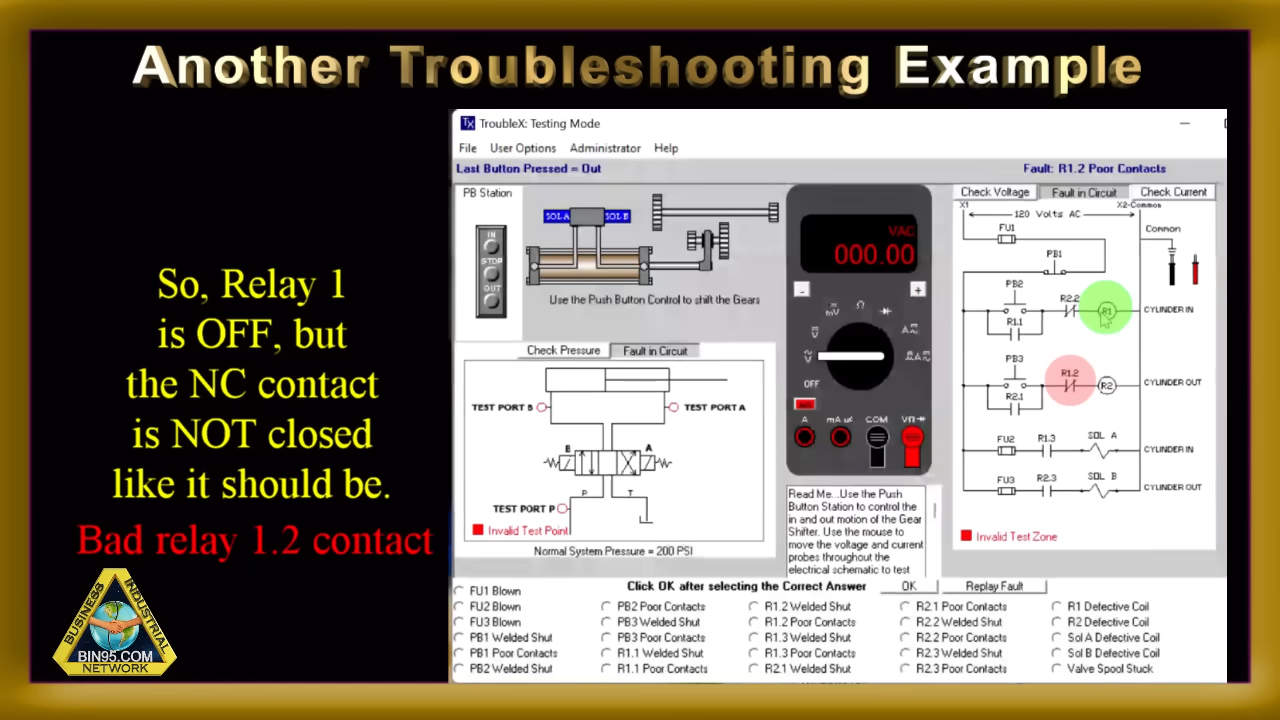 Another Troubleshooting Example
So, Relay 1
is OFF, but
the NC contact
is NOT closed
like it should be.
Bad relay 1.2 contact
BUSINESS INDUSTRIAL
BIN95.COM
NETWORK
TX TroubleX: Testing Mode
File User Options Administrator Help
Last Button Pressed = Out Fault: R1.2 Poor Contacts
PB Station
IN
STOP
OUT
SOL-A SOL-B
Use the Push Button Control to shift the Gears
Check Pressure Fault in Circuit
TEST PORT B TEST PORT A
E A
P T
TEST PORT P
Invalid Test Point
Normal System Pressure = 200 PSI
VAC
000.00
- +
Ω
mV
V
V
OFF
A
A mA COM VΩ
Read Me...Use the Push
Button Station to control the
in and out motion of the Gear
Shifter. Use the mouse to
move the voltage and current
probes throughout the
electrical schematic to test
Check Voltage Fault in Circuit Check Current
X1 X2-Common
120 Volts AC
FU1 Common
PB1
PB2 R2.2
R1 CYLINDER IN
R1.1
PB3 R1.2
R2 CYLINDER OUT
R2.1
FU2 R1.3 SOL A CYLINDER IN
FU3 R2.3 SOL B CYLINDER OUT
Invalid Test Zone
Click OK after selecting the Correct Answer OK Replay Fault
FU1 Blown
FU2 Blown PB2 Poor Contacts R1.2 Welded Shut R2.1 Poor Contacts R1 Defective Coil
FU3 Blown PB3 Welded Shut R1.2 Poor Contacts R2.2 Welded Shut R2 Defective Coil
PB1 Welded Shut PB3 Poor Contacts R1.3 Welded Shut R2.2 Poor Contacts Sol A Defective Coil
PB1 Poor Contacts R1.1 Welded Shut R1.3 Poor Contacts R2.3 Welded Shut Sol B Defective Coil
PB2 Welded Shut R1.1 Poor Contacts R2.1 Welded Shut R2.3 Poor Contacts Valve Spool Stuck